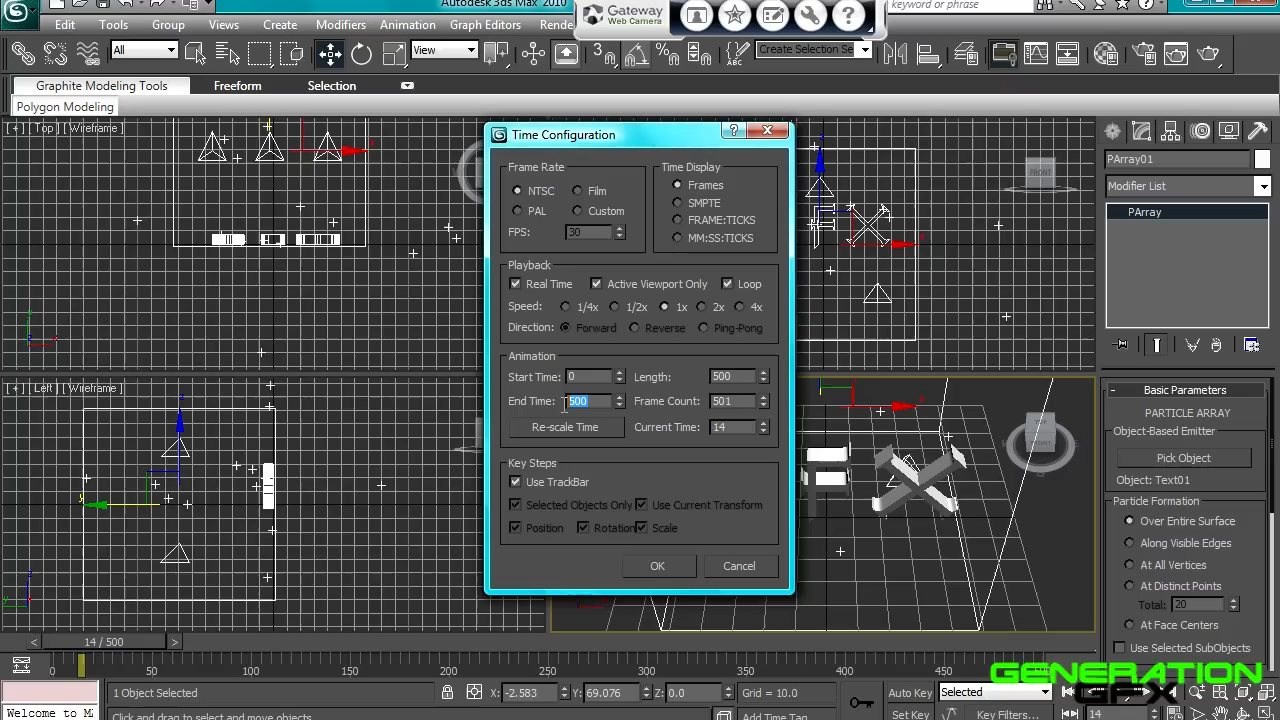 Autodesk 3ds Max 2010
Gateway
Web Camera
keyword or phrase
Edit Tools Group Views Create Modifiers Animation Graph Editors
All
View
3
%
ABC
Create Selection Se
Graphite Modeling Tools Freeform Selection
Polygon Modeling
[ + ] [ Top ] [ Wireframe ]
FRONT
PArray01
Modifier List
PArray
Time Configuration
Frame Rate
NTSC Film
PAL Custom
FPS: 30
Time Display
Frames
SMPTE
FRAME:TICKS
MM:SS:TICKS
Playback
Real Time Active Viewport Only Loop
Speed: 1/4x 1/2x 1x 2x 4x
Direction: Forward Reverse Ping-Pong
Animation
Start Time: 0 Length: 500
End Time: 500 Frame Count: 501
Re-scale Time Current Time: 14
Key Steps
Use TrackBar
Selected Objects Only Use Current Transform
Position Rotation Scale
OK Cancel
[ + ] [ Left ] [ Wireframe ]
Basic Parameters
PARTICLE ARRAY
Object-Based Emitter
Pick Object
Object: Text01
Particle Formation
Over Entire Surface
Along Visible Edges
At All Vertices
At Distinct Points
Total: 20
At Face Centers
Use Selected SubObjects
< 14 / 500 >
0 50 100 150 200 250 300 350 400 450
GENERATION
GFX
1 Object Selected X: -2.583 Y: 69.076 Z: 0.0 Grid = 10.0 Auto Key Selected
Welcome to Click and drag to select and move objects Add Time Tag Set Key Key Filters... 14